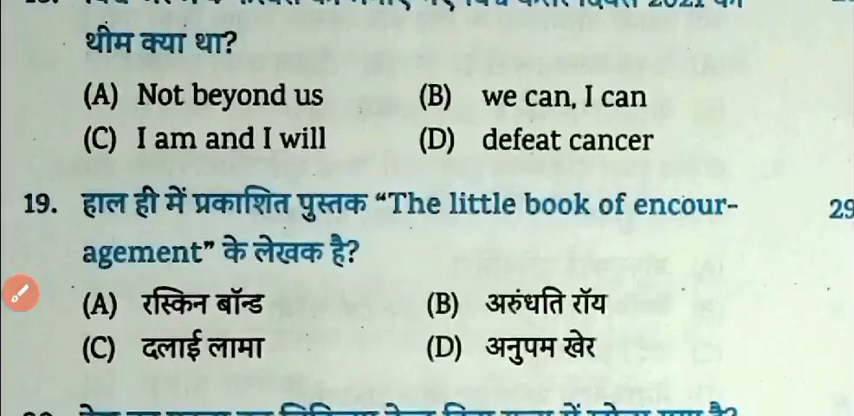 थीम क्या था?
(A) Not beyond us (B) we can, I can
(C) I am and I will (D) defeat cancer
19. हाल ही में प्रकाशित पुस्तक “The little book of encour- 29
agement” के लेखक है?
(A) रस्किन बॉन्ड (B) अरुंधति रॉय
(C) दलाई लामा (D) अनुपम खेर